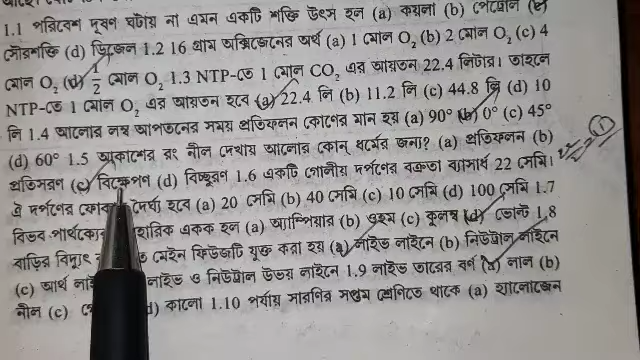 1.1 পরিবেশ দূষণ ঘটায় না এমন একটি শক্তি উৎস হল (a) কয়লা (b) পেট্রোল (c)
সৌরশক্তি (d) ডিজেল 1.2 16 গ্রাম অক্সিজেনের অর্থ (a) 1 মোল O₂ (b) 2 মোল O₂ (c) 4
মোল O₂ (d) 1/2 মোল O₂ 1.3 NTP-তে 1 মোল CO₂ এর আয়তন 22.4 লিটার। তাহলে
NTP-তে 1 মোল O₂ এর আয়তন হবে (a) 22.4 লি (b) 11.2 লি (c) 44.8 লি (d) 10
লি 1.4 আলোর লম্ব আপতনের সময় প্রতিফলন কোণের মান হয় (a) 90° (b) 0° (c) 45°
(d) 60° 1.5 আকাশের রং নীল দেখায় আলোর কোন্ ধর্মের জন্য? (a) প্রতিফলন (b)
প্রতিসরণ (c) বিক্ষেপণ (d) বিচ্ছুরণ 1.6 একটি গোলীয় দর্পণের বক্রতা ব্যাসার্ধ 22 সেমি।
ঐ দর্পণের দৈর্ঘ্য হবে (a) 20 সেমি (b) 40 সেমি (c) 10 সেমি (d) 100 সেমি 1.7
বিভব একক হল (a) অ্যাম্পিয়ার (b) ওহম (c) কুলম্ব (d) ভোল্ট 1.8
বাড়ির বিদ্যুৎ মেইন ফিউজটি যুক্ত করা হয় (a) লাইভ লাইনে (b) নিউট্রাল লাইনে
(c) আর্থ লাইভ ও নিউট্রাল উভয় লাইনে 1.9 লাইভ তারের বর্ণ (a) লাল (b)
নীল (c) কালো 1.10 পর্যায় সারণির সপ্তম শ্রেণিতে থাকে (a) হ্যালোজেন